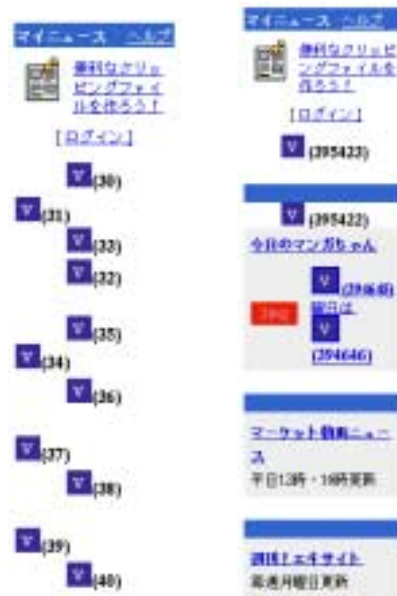 マイニュース ヘルプ
便利なクリッ
ピングファイ
ルを作ろう!
[ログイン]
V (30)
V (31)
V (33)
V (32)
V (35)
V (34)
V (36)
V (37)
V (38)
V (39)
V (40)
マイニュース ヘルプ
便利なクリッピ
ングファイルを
作ろう!
[ログイン]
V (395423)
V (395422)
今日のマンガちゃん
V (394648)
曜日は
V
(394646)
マーケット動画ニュー
ス
平日13時・18時更新
週刊!エキサイト
毎週月曜日更新